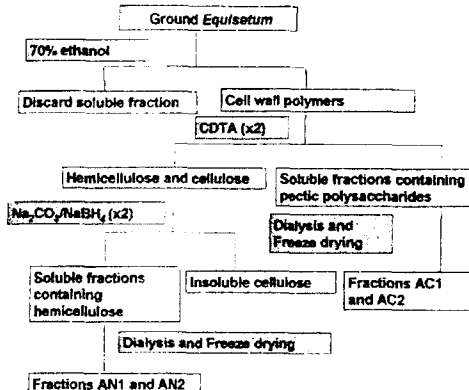 Ground Equisetum
70% ethanol
Discard soluble fraction
Cell wall polymers
CDTA (x2)
Hemicellulose and cellulose
Soluble fractions containing
pectic polysaccharides
Na₂CO₃/NaBH₄ (x2)
Dialysis and
Freeze drying
Soluble fractions
containing
hemicellulose
Insoluble cellulose
Fractions AC1
and AC2
Dialysis and Freeze drying
Fractions AN1 and AN2